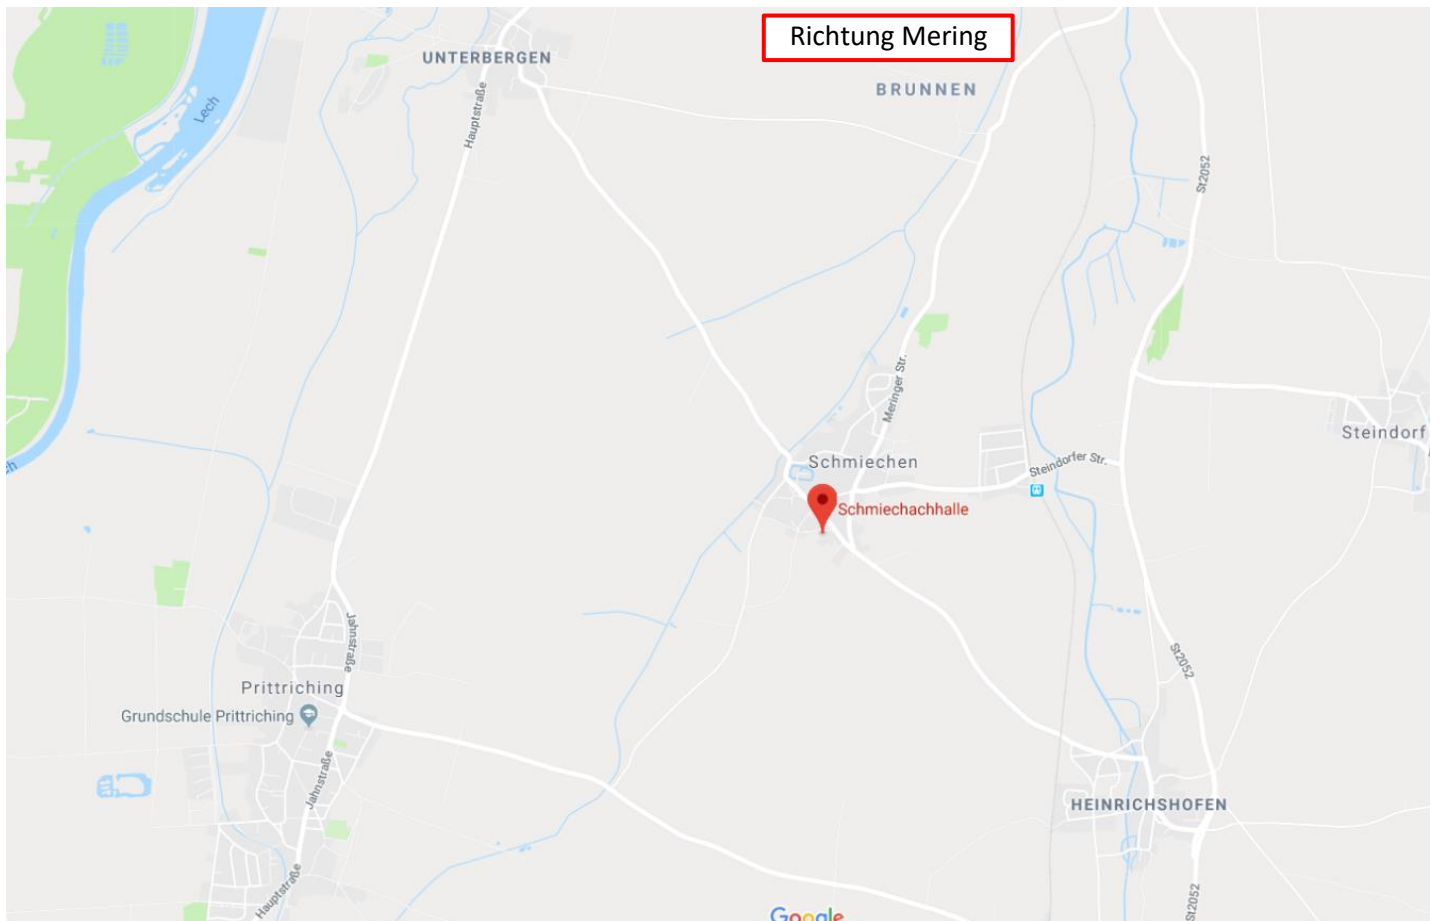 Richtung Mering
UNTERBERGEN
BRUNNEN
Lech
Hauptstraße
St2052
Meringer Str.
Steindorf
Schmiechen
Steindorfer Str.
ch
Schmiechachhalle
Jahnstraße
St2052
Prittriching
Grundschule Prittriching
Jahnstraße
HEINRICHSHOFEN
Hauptstraße
St2052
Google